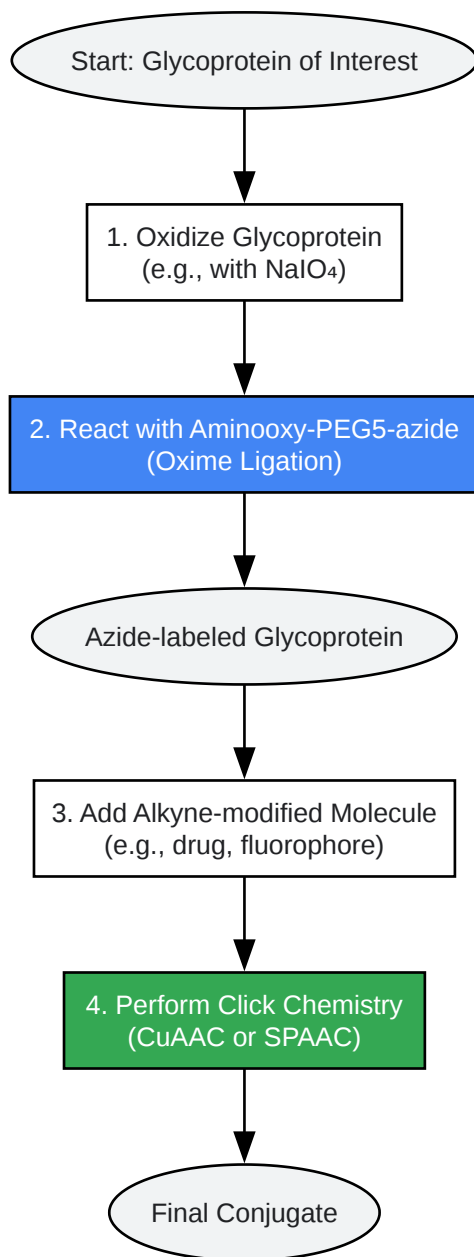 Start: Glycoprotein of Interest
1. Oxidize Glycoprotein
(e.g., with NaIO₄)
2. React with Aminooxy-PEG5-azide
(Oxime Ligation)
Azide-labeled Glycoprotein
3. Add Alkyne-modified Molecule
(e.g., drug, fluorophore)
4. Perform Click Chemistry
(CuAAC or SPAAC)
Final Conjugate